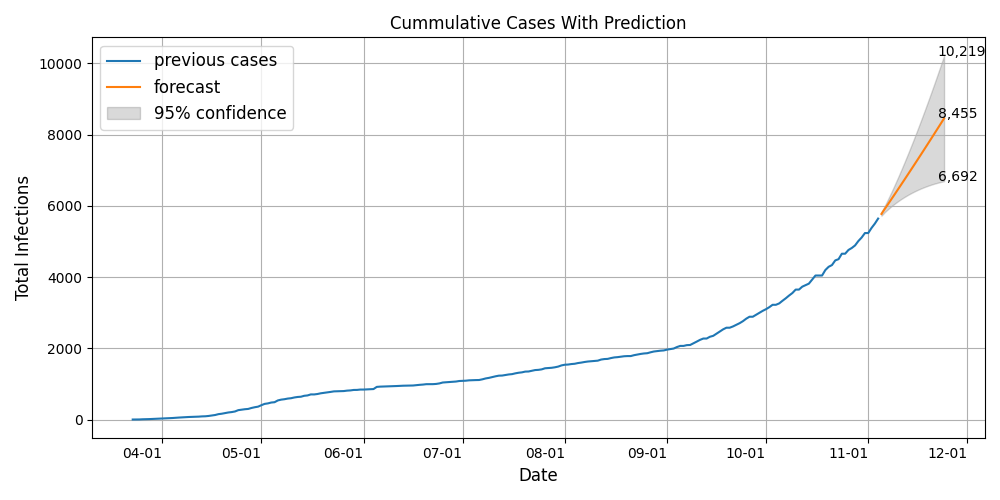 Cummulative Cases With Prediction
previous cases
forecast
95% confidence
10,219
8,455
6,692
10000
8000
6000
4000
2000
0
Total Infections
04-01 05-01 06-01 07-01 08-01 09-01 10-01 11-01 12-01
Date